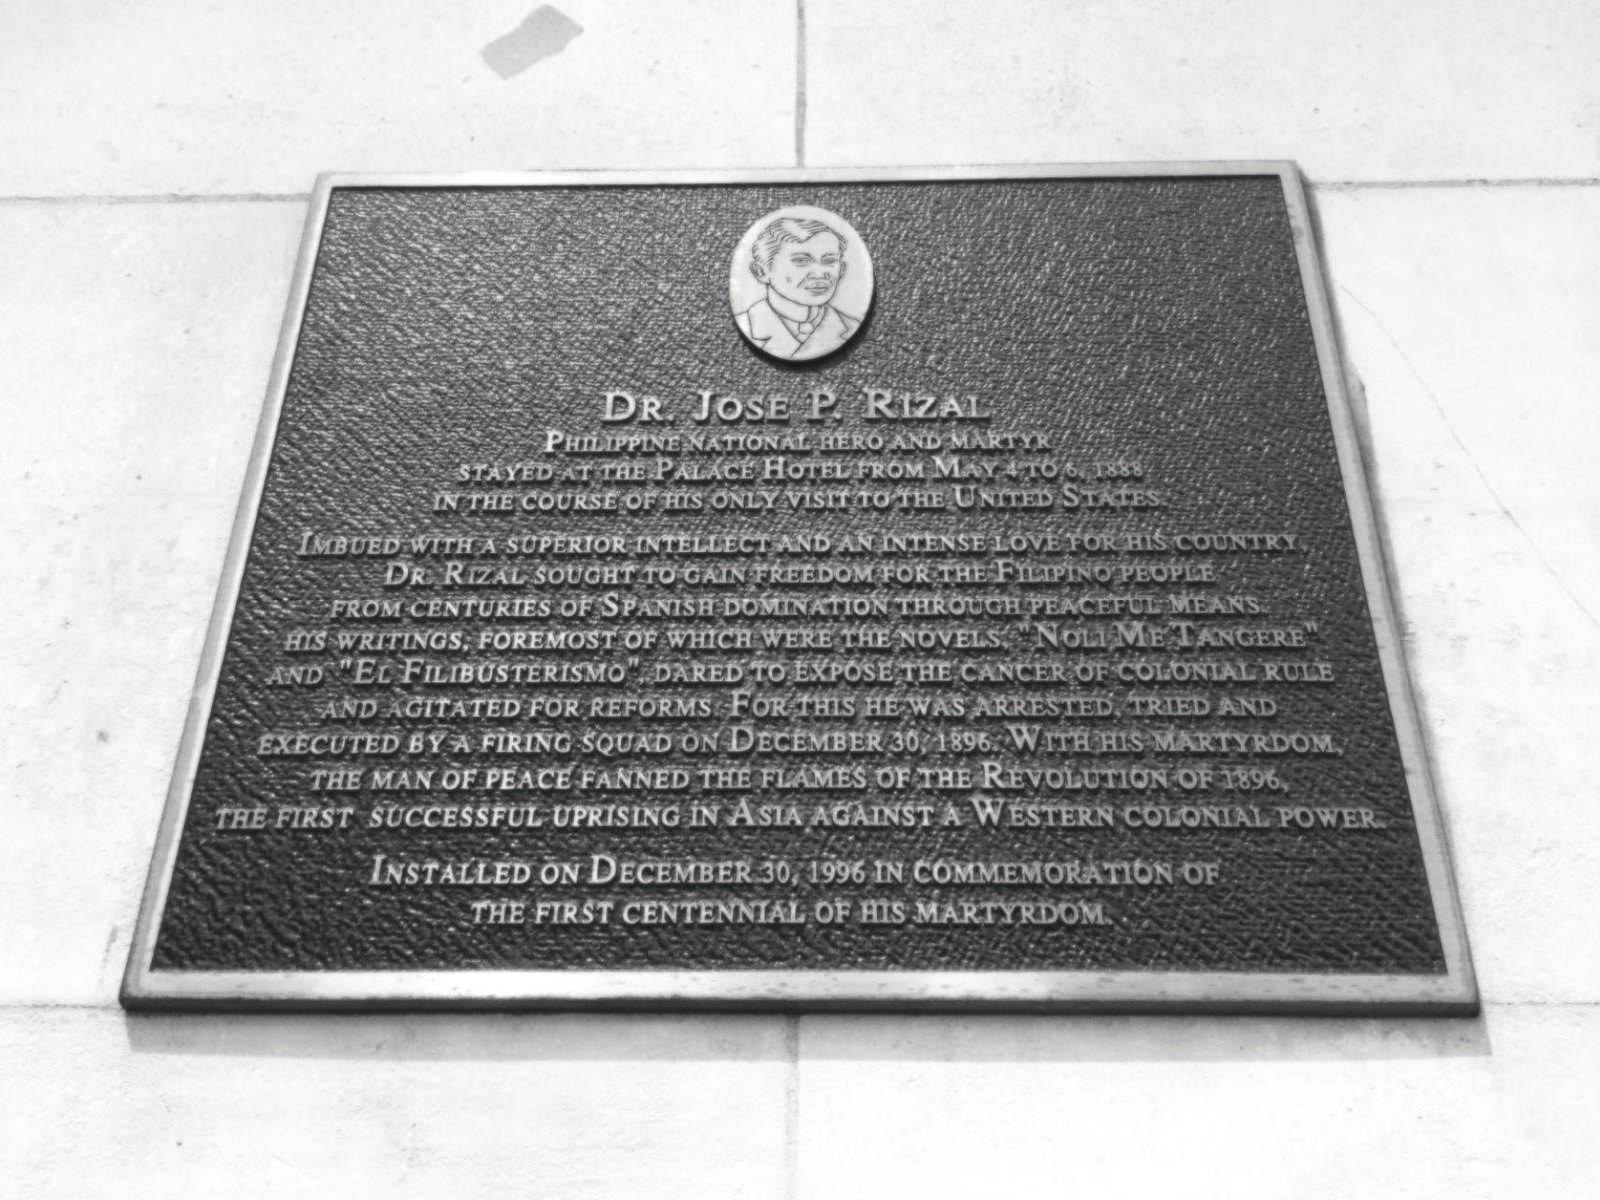 Dr. Jose P. Rizal
Philippine national hero and martyr
stayed at the Palace Hotel from May 4 to 6, 1888
in the course of his only visit to the United States.
Imbued with a superior intellect and an intense love for his country,
Dr. Rizal sought to gain freedom for the Filipino people
from centuries of Spanish domination through peaceful means.
His writings, foremost of which were the novels, "Noli Me Tangere"
and "El Filibusterismo", dared to expose the cancer of colonial rule
and agitated for reforms. For this he was arrested, tried and
executed by a firing squad on December 30, 1896. With his martyrdom,
the man of peace fanned the flames of the Revolution of 1896,
the first successful uprising in Asia against a Western colonial power.
Installed on December 30, 1996 in commemoration of
the first centennial of his martyrdom.